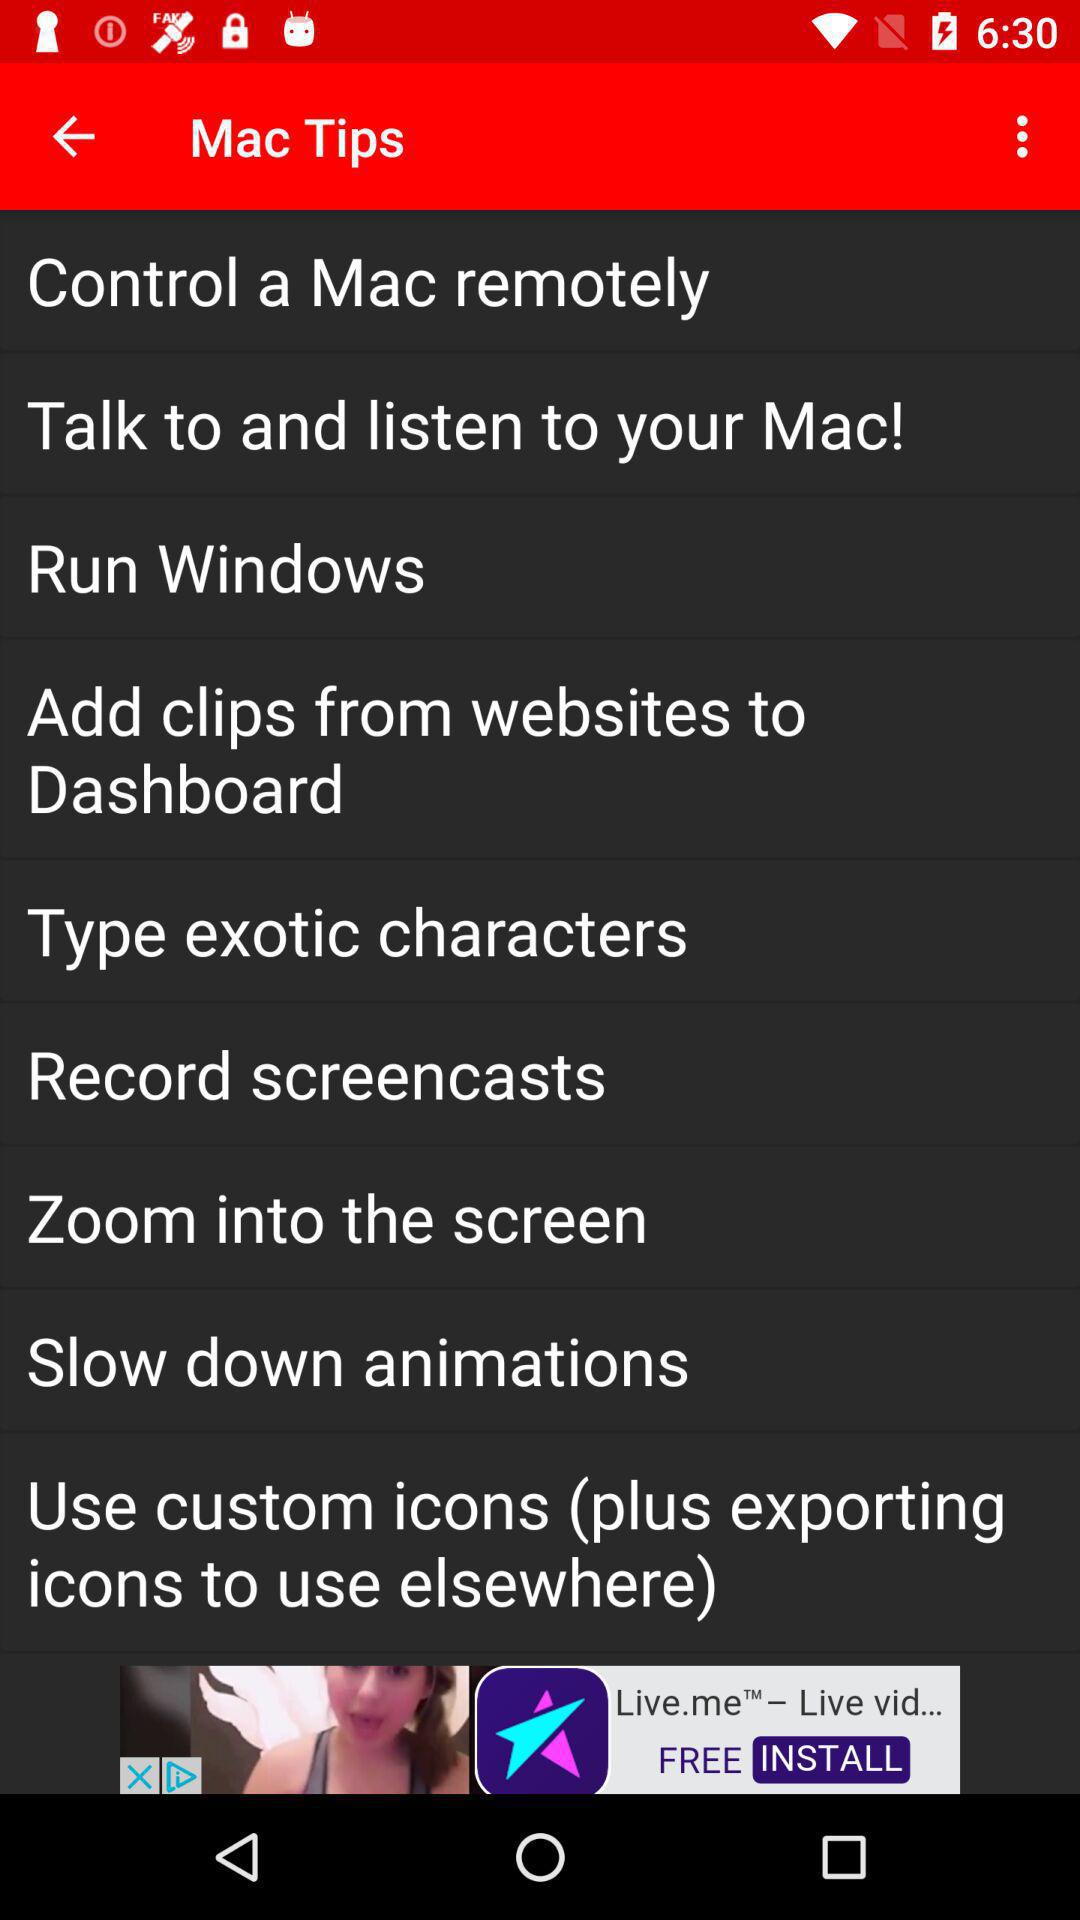 FAKE
6:30
Mac Tips
Control a Mac remotely
Talk to and listen to your Mac!
Run Windows
Add clips from websites to
Dashboard
Type exotic characters
Record screencasts
Zoom into the screen
Slow down animations
Use custom icons (plus exporting
icons to use elsewhere)
Live.me™– Live vid...
FREE INSTALL